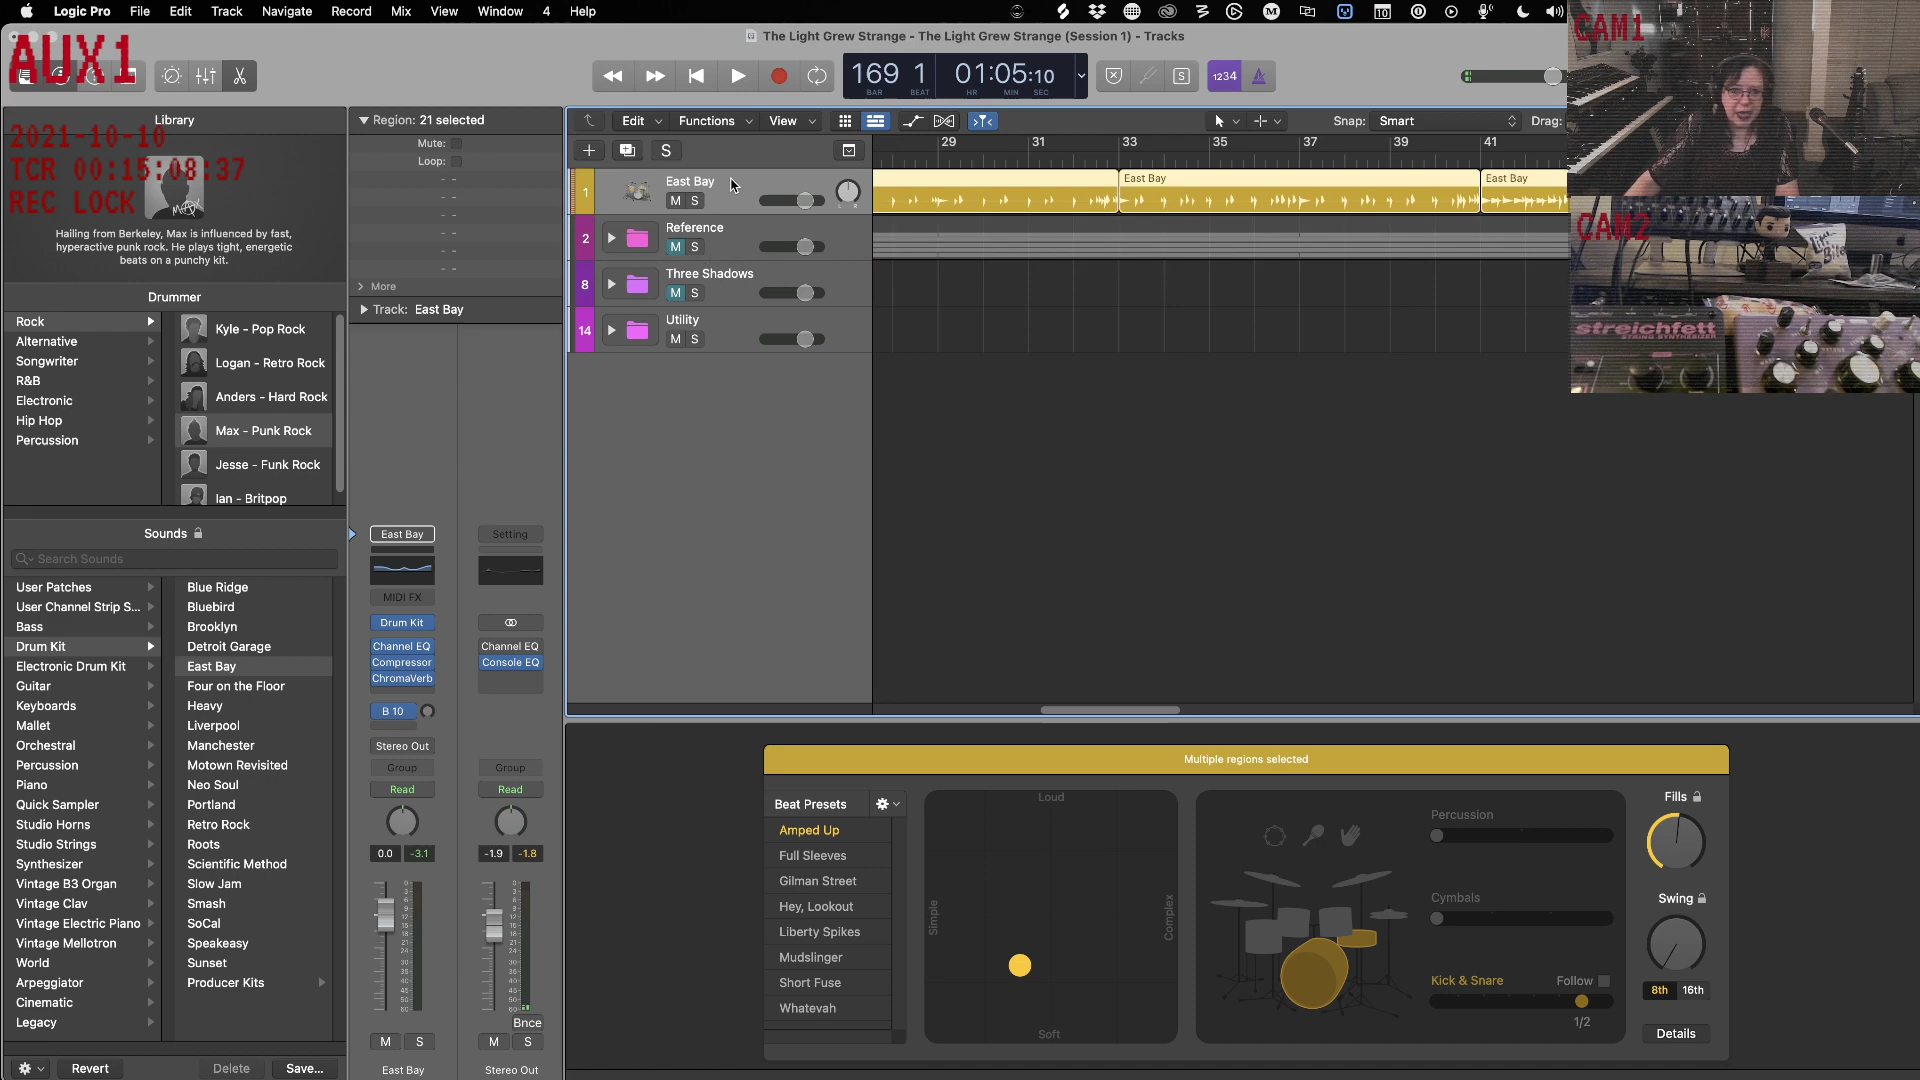 Logic Pro File Edit Track Navigate Record Mix View Window 4 Help
The Light Grew Strange - The Light Grew Strange (Session 1) - Tracks
AUX1
CAM1
169 1 01:05:10
BAR BEAT HR MIN SEC
1234
Library
2021-10-10
TCR 00:15:08:37
REC LOCK
Hailing from Berkeley, Max is influenced by fast,
hyperactive punk rock. He plays tight, energetic
beats on a punchy kit.
Drummer
Rock
Alternative
Songwriter
R&B
Electronic
Hip Hop
Percussion
Kyle - Pop Rock
Logan - Retro Rock
Anders - Hard Rock
Max - Punk Rock
Jesse - Funk Rock
Ian - Britpop
Sounds
Search Sounds
User Patches
User Channel Strip S...
Bass
Drum Kit
Electronic Drum Kit
Guitar
Keyboards
Mallet
Orchestral
Percussion
Piano
Quick Sampler
Studio Horns
Studio Strings
Synthesizer
Vintage B3 Organ
Vintage Clav
Vintage Electric Piano
Vintage Mellotron
World
Arpeggiator
Cinematic
Legacy
Blue Ridge
Bluebird
Brooklyn
Detroit Garage
East Bay
Four on the Floor
Heavy
Liverpool
Manchester
Motown Revisited
Neo Soul
Portland
Retro Rock
Roots
Scientific Method
Slow Jam
Smash
SoCal
Speakeasy
Sunset
Producer Kits
Revert Delete Save...
Region: 21 selected
Mute:
Loop:
More
Track: East Bay
East Bay Setting
MIDI FX
Drum Kit
Channel EQ Channel EQ
Compressor Console EQ
ChromaVerb
B 10
Stereo Out
Group Group
Read Read
0.0 -3.1 -1.9 -1.8
Bnce
M S M S
East Bay Stereo Out
Edit Functions View Snap: Smart Drag:
S 29 31 33 35 37 39 41
1 East Bay
M S
East Bay East Bay
2 Reference
M S
8 Three Shadows
M S
14 Utility
M S
CAM2
streichfett
STRING SYNTHESIZER
Multiple regions selected
Beat Presets
Amped Up
Full Sleeves
Gilman Street
Hey, Lookout
Liberty Spikes
Mudslinger
Short Fuse
Whatevah
Loud
Simple
Complex
Soft
Percussion
Cymbals
Kick & Snare Follow
1/2
Fills
Swing
8th 16th
Details